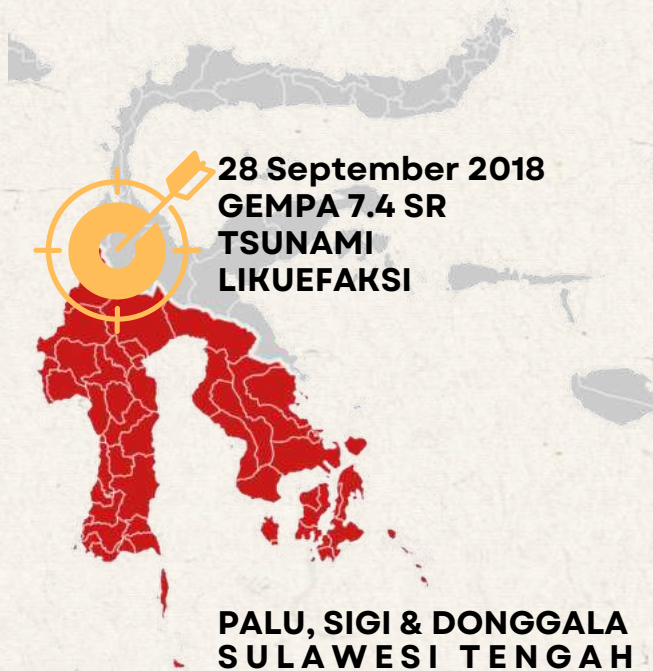 28 September 2018
GEMPA 7.4 SR
TSUNAMI
LIKUEFAKSI
PALU, SIGI & DONGGALA
SULAWESI TENGAH